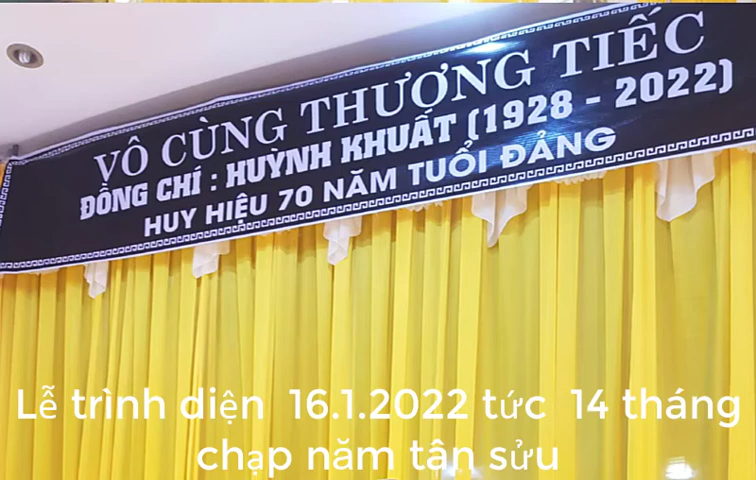 VÔ CÙNG THƯƠNG TIẾC
ĐỒNG CHÍ : HUỲNH KHUẤT (1928 - 2022)
HUY HIỆU 70 NĂM TUỔI ĐẢNG
Lễ trình diện 16.1.2022 tức 14 tháng
chạp năm tân sửu